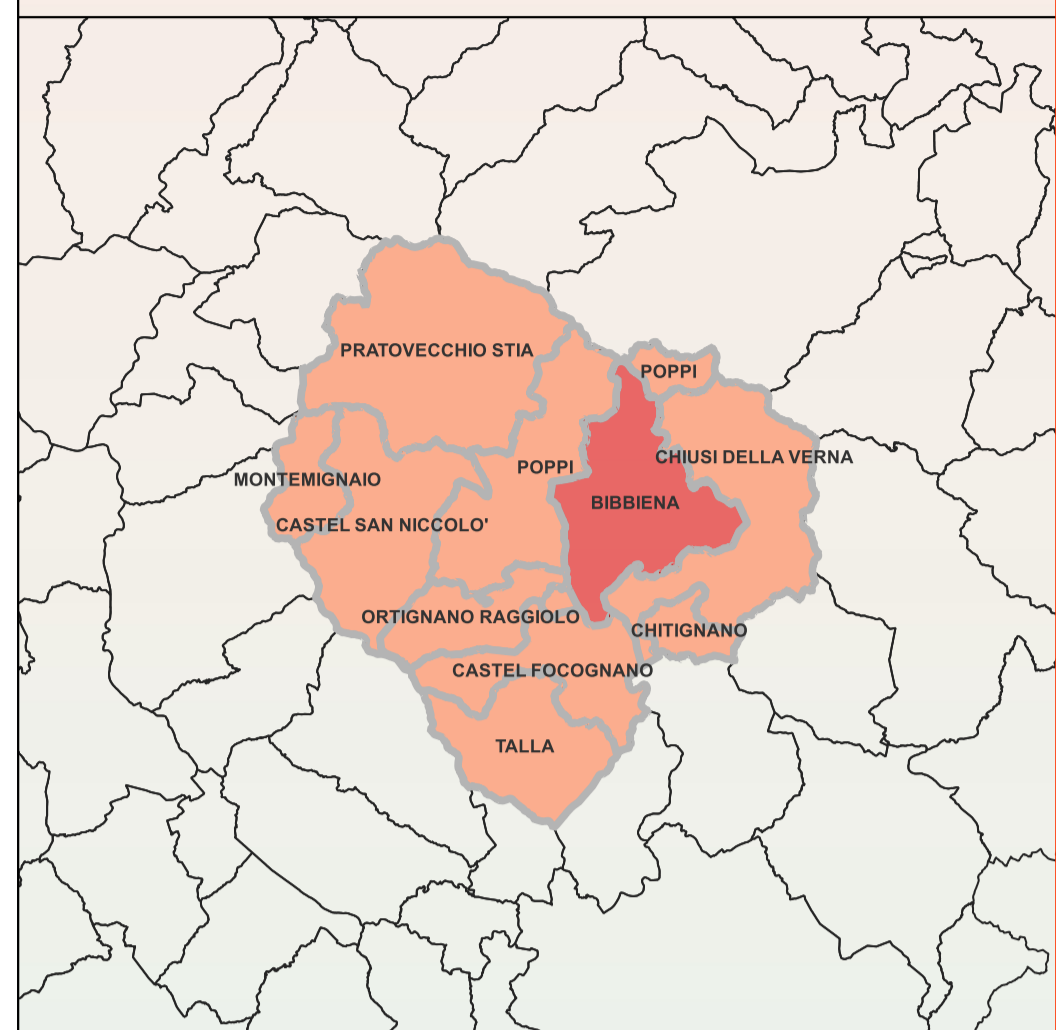 PRATOVECCHIO STIA
POPPI
CHIUSI DELLA VERNA
POPPI
MONTEMIGNAIO
BIBBIENA
CASTEL SAN NICCOLO'
ORTIGNANO RAGGIOLO
CHITIGNANO
CASTEL FOCOGNANO
TALLA